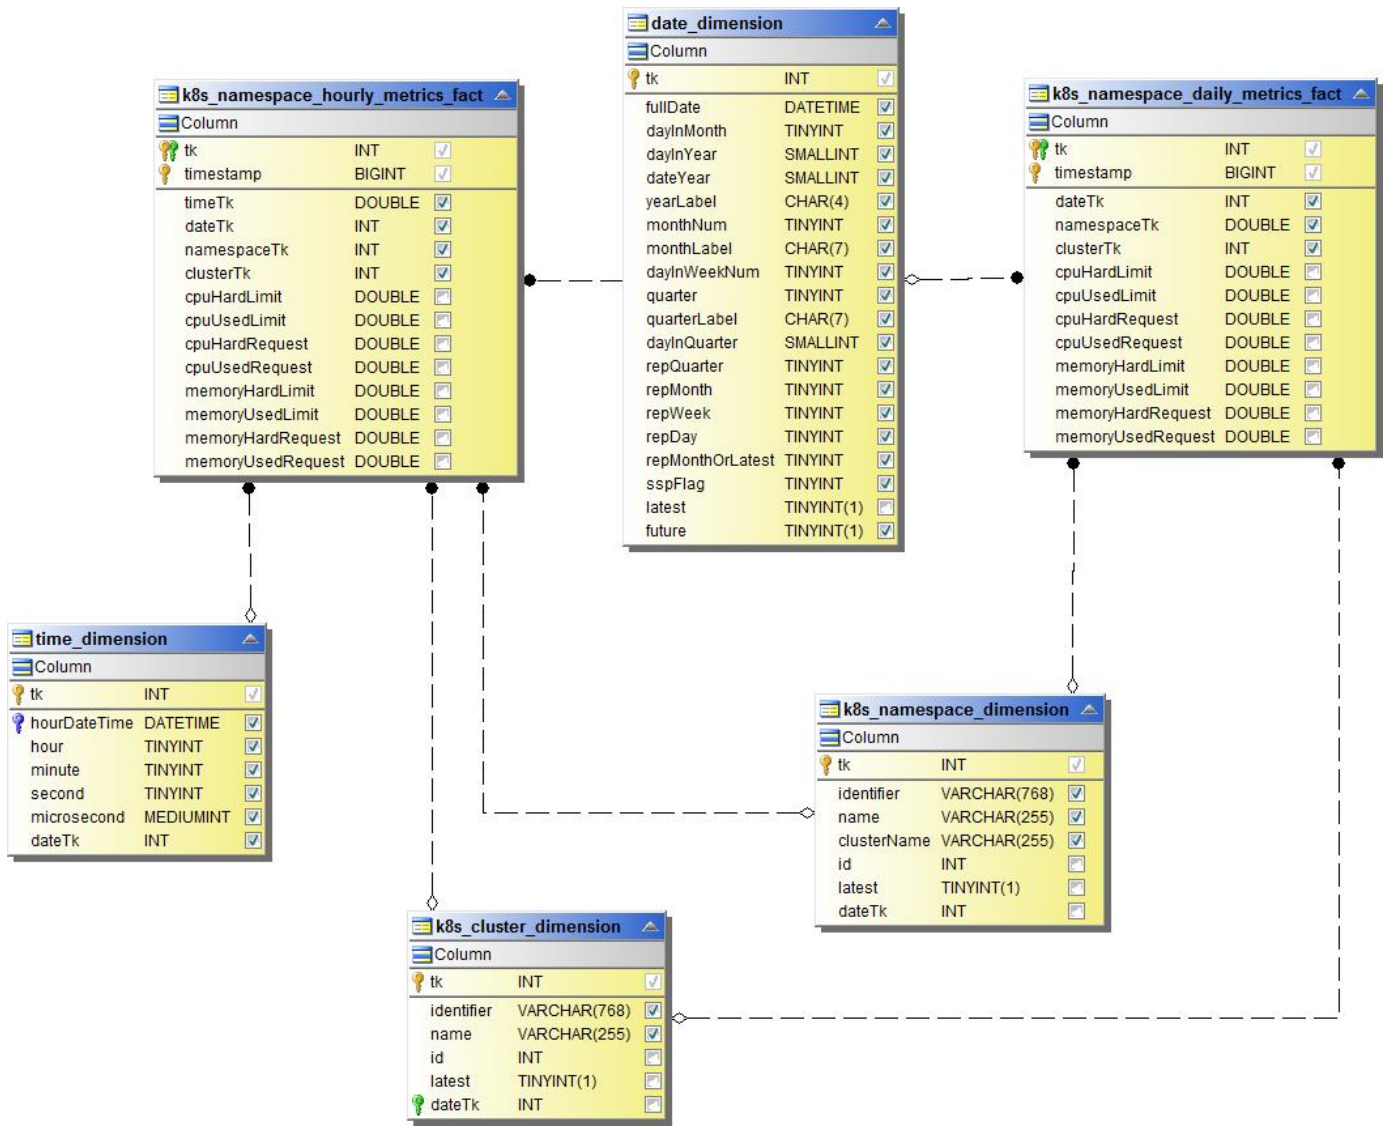 date_dimension
Column
tk INT
fullDate DATETIME
dayInMonth TINYINT
dayInYear SMALLINT
dateYear SMALLINT
yearLabel CHAR(4)
monthNum TINYINT
monthLabel CHAR(7)
dayInWeekNum TINYINT
quarter TINYINT
quarterLabel CHAR(7)
dayInQuarter SMALLINT
repQuarter TINYINT
repMonth TINYINT
repWeek TINYINT
repDay TINYINT
repMonthOrLatest TINYINT
sspFlag TINYINT
latest TINYINT(1)
future TINYINT(1)
k8s_namespace_hourly_metrics_fact
Column
tk INT
timestamp BIGINT
timeTk DOUBLE
dateTk INT
namespaceTk INT
clusterTk INT
cpuHardLimit DOUBLE
cpuUsedLimit DOUBLE
cpuHardRequest DOUBLE
cpuUsedRequest DOUBLE
memoryHardLimit DOUBLE
memoryUsedLimit DOUBLE
memoryHardRequest DOUBLE
memoryUsedRequest DOUBLE
k8s_namespace_daily_metrics_fact
Column
tk INT
timestamp BIGINT
dateTk INT
namespaceTk DOUBLE
clusterTk INT
cpuHardLimit DOUBLE
cpuUsedLimit DOUBLE
cpuHardRequest DOUBLE
cpuUsedRequest DOUBLE
memoryHardLimit DOUBLE
memoryUsedLimit DOUBLE
memoryHardRequest DOUBLE
memoryUsedRequest DOUBLE
time_dimension
Column
tk INT
hourDateTime DATETIME
hour TINYINT
minute TINYINT
second TINYINT
microsecond MEDIUMINT
dateTk INT
k8s_namespace_dimension
Column
tk INT
identifier VARCHAR(768)
name VARCHAR(255)
clusterName VARCHAR(255)
id INT
latest TINYINT(1)
dateTk INT
k8s_cluster_dimension
Column
tk INT
identifier VARCHAR(768)
name VARCHAR(255)
id INT
latest TINYINT(1)
dateTk INT